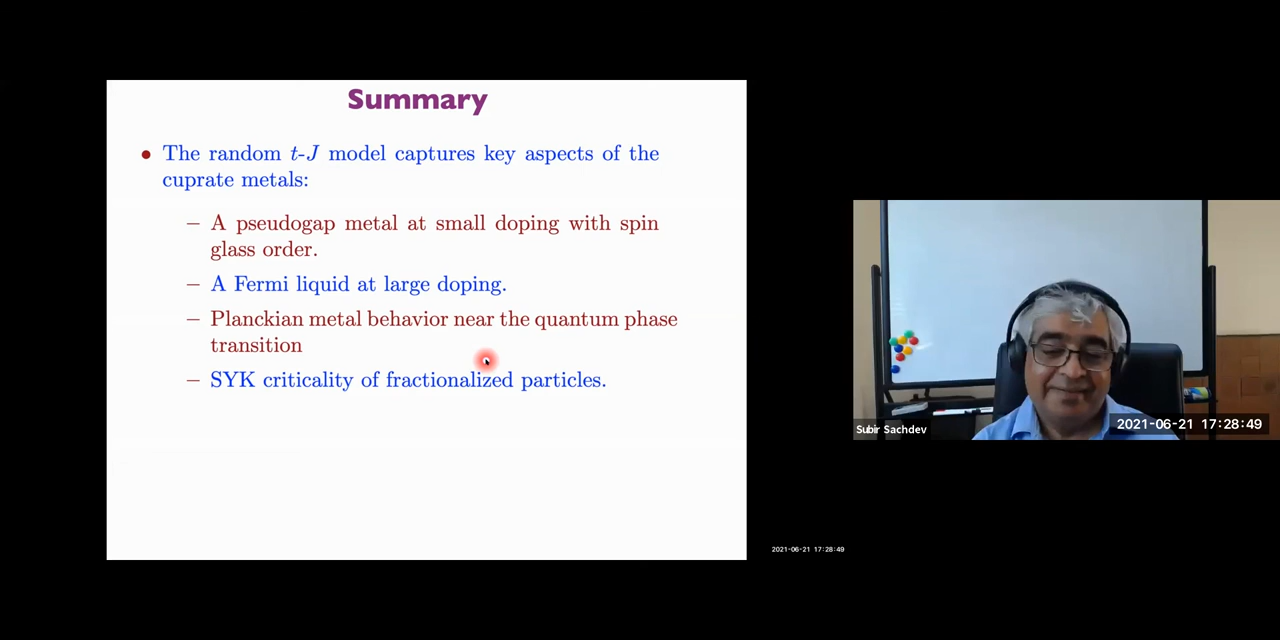 Summary
• The random t-J model captures key aspects of the
cuprate metals:
– A pseudogap metal at small doping with spin
glass order.
– A Fermi liquid at large doping.
– Planckian metal behavior near the quantum phase
transition
– SYK criticality of fractionalized particles.
Subir Sachdev
2021-06-21 17:28:49
2021-06-21 17:28:49